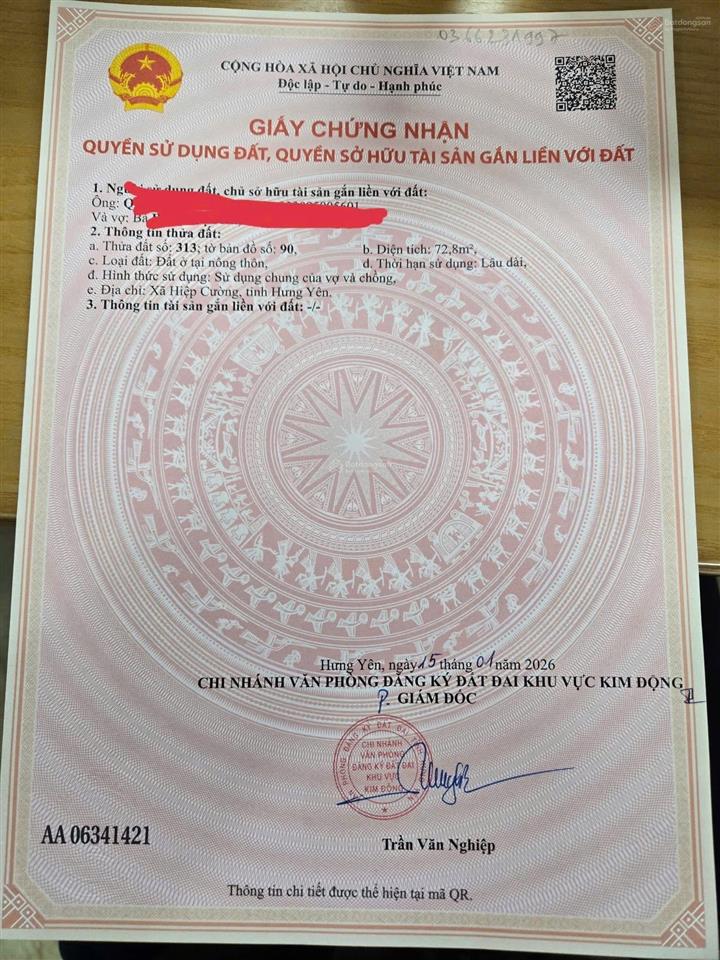 0366231997
Batdongsan
CỘNG HÒA XÃ HỘI CHỦ NGHĨA VIỆT NAM
Độc lập - Tự do - Hạnh phúc
GIẤY CHỨNG NHẬN
QUYỀN SỬ DỤNG ĐẤT, QUYỀN SỞ HỮU TÀI SẢN GẮN LIỀN VỚI ĐẤT
1. Người sử dụng đất, chủ sở hữu tài sản gắn liền với đất:
Ông: Q
Và vợ: Bà
2. Thông tin thửa đất:
a. Thửa đất số: 313; tờ bản đồ số: 90, b. Diện tích: 72,8m²,
c. Loại đất: Đất ở tại nông thôn, d. Thời hạn sử dụng: Lâu dài,
đ. Hình thức sử dụng: Sử dụng chung của vợ và chồng,
e. Địa chỉ: Xã Hiệp Cường, tỉnh Hưng Yên.
3. Thông tin tài sản gắn liền với đất: -/-
Batdongsan
Hưng Yên, ngày 15 tháng 01 năm 2026
CHI NHÁNH VĂN PHÒNG ĐĂNG KÝ ĐẤT ĐAI KHU VỰC KIM ĐỘNG
P. GIÁM ĐỐC
CHI NHÁNH
VĂN PHÒNG
ĐĂNG KÝ ĐẤT ĐAI
KHU VỰC
KIM ĐỘNG
AA 06341421
Trần Văn Nghiệp
Thông tin chi tiết được thể hiện tại mã QR.